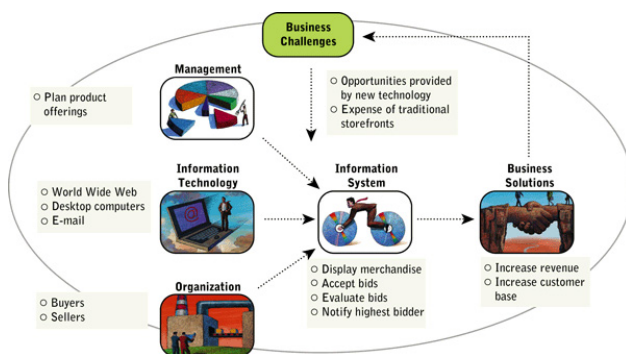 Business
Challenges
Management
○ Opportunities provided
by new technology
○ Expense of traditional
storefronts
○ Plan product
offerings
Information
Technology
Information
System
Business
Solutions
○ World Wide Web
○ Desktop computers
○ E-mail
○ Display merchandise
○ Accept bids
○ Evaluate bids
○ Notify highest bidder
○ Increase revenue
○ Increase customer
base
Organization
○ Buyers
○ Sellers